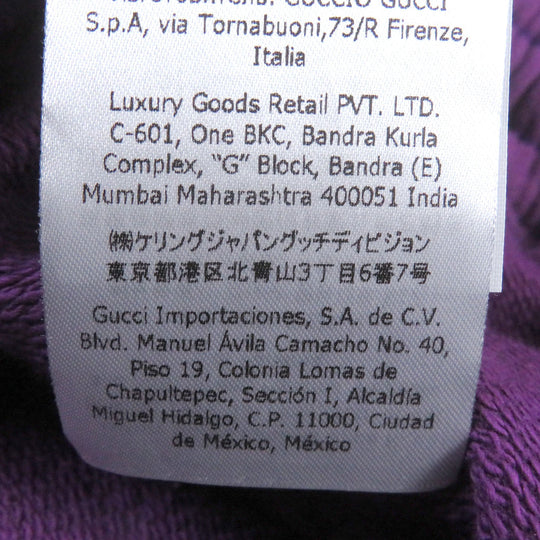 Изготовитель: GUCCIO GUCCI
S.p.A, via Tornabuoni,73/R Firenze,
Italia
Luxury Goods Retail PVT. LTD.
C-601, One BKC, Bandra Kurla
Complex, “G” Block, Bandra (E)
Mumbai Maharashtra 400051 India
㈱ケリングジャパングッチディビジョン
東京都港区北青山3丁目6番7号
Gucci Importaciones, S.A. de C.V.
Blvd. Manuel Ávila Camacho No. 40,
Piso 19, Colonia Lomas de
Chapultepec, Sección I, Alcaldía
Miguel Hidalgo, C.P. 11000, Ciudad
de México, México